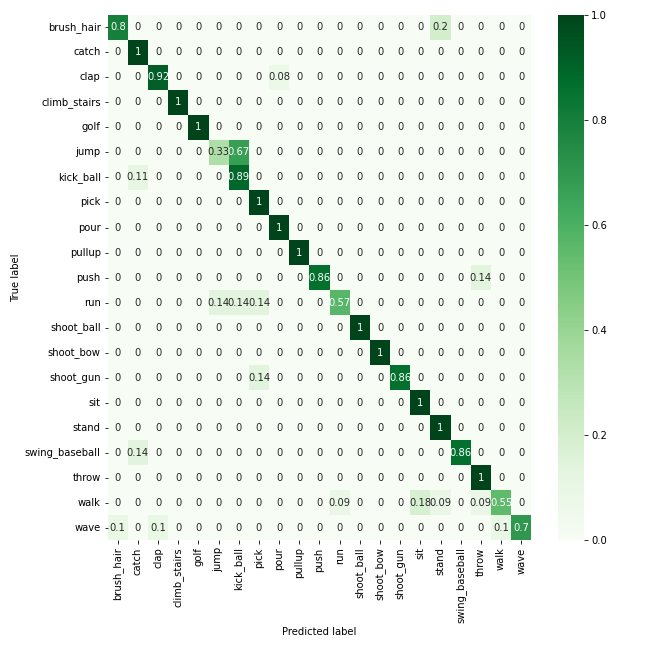 brush_hair 0.8 0 0 0 0 0 0 0 0 0 0 0 0 0 0 0 0.2 0 0 0 0
catch 0 1 0 0 0 0 0 0 0 0 0 0 0 0 0 0 0 0 0 0 0
clap 0 0 0.92 0 0 0 0 0 0.08 0 0 0 0 0 0 0 0 0 0 0 0
climb_stairs 0 0 0 1 0 0 0 0 0 0 0 0 0 0 0 0 0 0 0 0 0
golf 0 0 0 0 1 0 0 0 0 0 0 0 0 0 0 0 0 0 0 0 0
jump 0 0 0 0 0 0.33 0.67 0 0 0 0 0 0 0 0 0 0 0 0 0 0
kick_ball 0 0.11 0 0 0 0 0.89 0 0 0 0 0 0 0 0 0 0 0 0 0 0
pick 0 0 0 0 0 0 0 1 0 0 0 0 0 0 0 0 0 0 0 0 0
pour 0 0 0 0 0 0 0 0 1 0 0 0 0 0 0 0 0 0 0 0 0
pullup 0 0 0 0 0 0 0 0 0 1 0 0 0 0 0 0 0 0 0 0 0
push 0 0 0 0 0 0 0 0 0 0 0.86 0 0 0 0 0 0 0 0.14 0 0
run 0 0 0 0 0 0.14 0.14 0.14 0 0 0 0.57 0 0 0 0 0 0 0 0 0
shoot_ball 0 0 0 0 0 0 0 0 0 0 0 0 1 0 0 0 0 0 0 0 0
shoot_bow 0 0 0 0 0 0 0 0 0 0 0 0 0 1 0 0 0 0 0 0 0
shoot_gun 0 0 0 0 0 0 0 0.14 0 0 0 0 0 0 0.86 0 0 0 0 0 0
sit 0 0 0 0 0 0 0 0 0 0 0 0 0 0 0 1 0 0 0 0 0
stand 0 0 0 0 0 0 0 0 0 0 0 0 0 0 0 0 1 0 0 0 0
swing_baseball 0 0.14 0 0 0 0 0 0 0 0 0 0 0 0 0 0 0 0.86 0 0 0
throw 0 0 0 0 0 0 0 0 0 0 0 0 0 0 0 0 0 0 1 0 0
walk 0 0 0 0 0 0 0 0 0 0 0 0.09 0 0 0 0.18 0.09 0 0.09 0.55 0
wave 0.1 0 0.1 0 0 0 0 0 0 0 0 0 0 0 0 0 0 0 0 0.1 0.7
True label
brush_hair
catch
clap
climb_stairs
golf
jump
kick_ball
pick
pour
pullup
push
run
shoot_ball
shoot_bow
shoot_gun
sit
stand
swing_baseball
throw
walk
wave
Predicted label
1.0
0.8
0.6
0.4
0.2
0.0